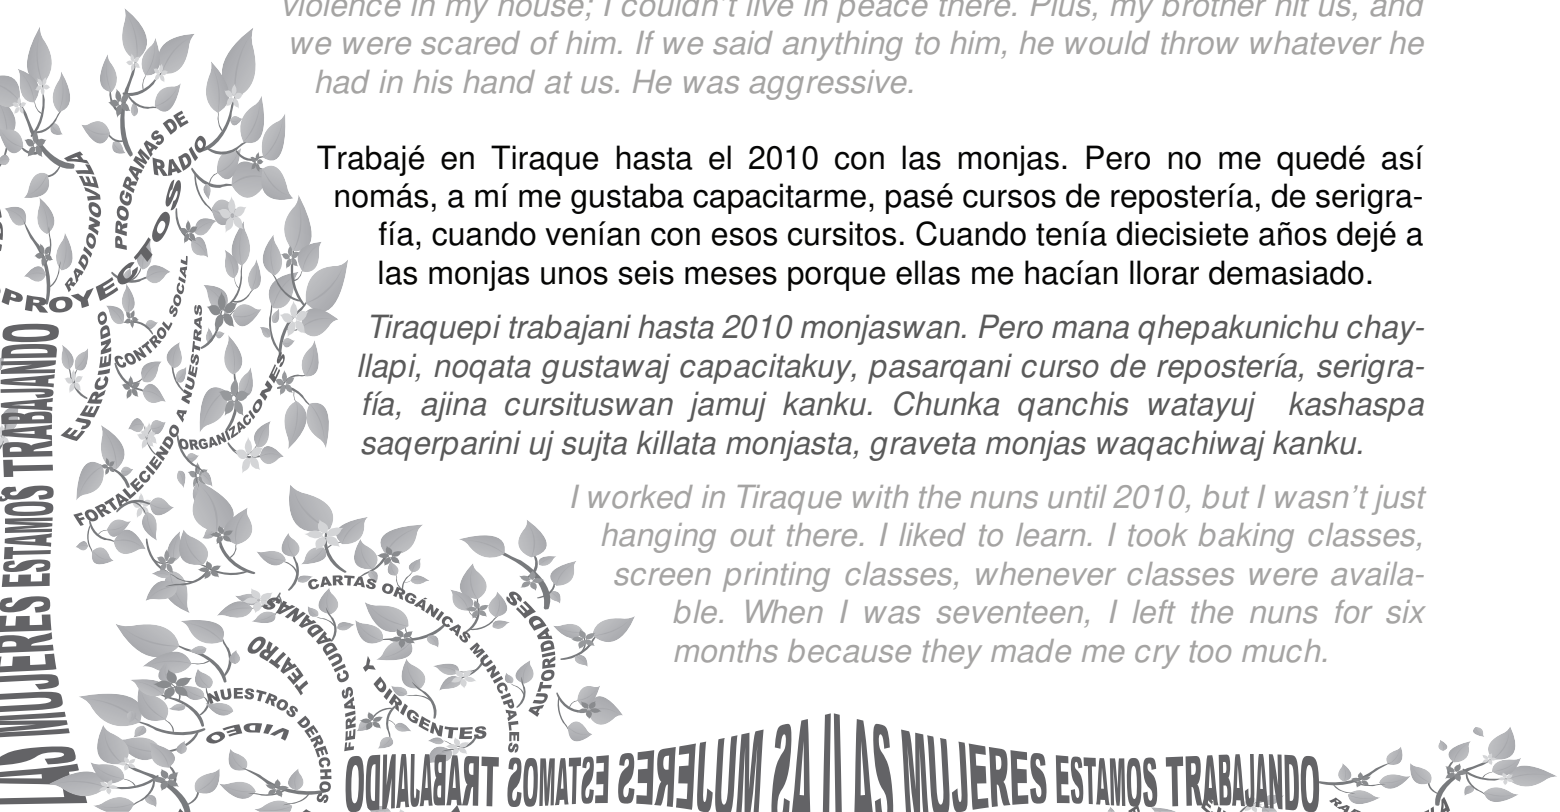 violence in my house; I couldn't live in peace there. Plus, my brother hit us, and
we were scared of him. If we said anything to him, he would throw whatever he
had in his hand at us. He was aggressive.
Trabajé en Tiraque hasta el 2010 con las monjas. Pero no me quedé así
nomás, a mí me gustaba capacitarme, pasé cursos de repostería, de serigra-
fía, cuando venían con esos cursitos. Cuando tenía diecisiete años dejé a
las monjas unos seis meses porque ellas me hacían llorar demasiado.
Tiraquepi trabajani hasta 2010 monjaswan. Pero mana qhepakunichu chay-
llapi, noqata gustawaj capacitakuy, pasarqani curso de repostería, serigra-
fía, ajina cursituswan jamuj kanku. Chunka qanchis watayuj kashaspa
saqerparini uj sujta killata monjasta, graveta monjas waqachiwaj kanku.
I worked in Tiraque with the nuns until 2010, but I wasn't just
hanging out there. I liked to learn. I took baking classes,
screen printing classes, whenever classes were availa-
ble. When I was seventeen, I left the nuns for six
months because they made me cry too much.
PROGRAMAS DE
RADIO
RADIONOVELA
PROYECTOS
EJERCIENDO
CONTROL SOCIAL
FORTALECIENDO A NUESTRAS
ORGANIZACIONES
LAS MUJERES ESTAMOS TRABAJANDO
CARTAS ORGÁNICAS MUNICIPALES
AUTORIDADES
Y DIRIGENTES
FERIAS CIUDADANAS
TEATRO
NUESTROS DERECHOS
VIDEO
LAS MUJERES ESTAMOS TRABAJANDO
LAS MUJERES ESTAMOS TRABAJANDO